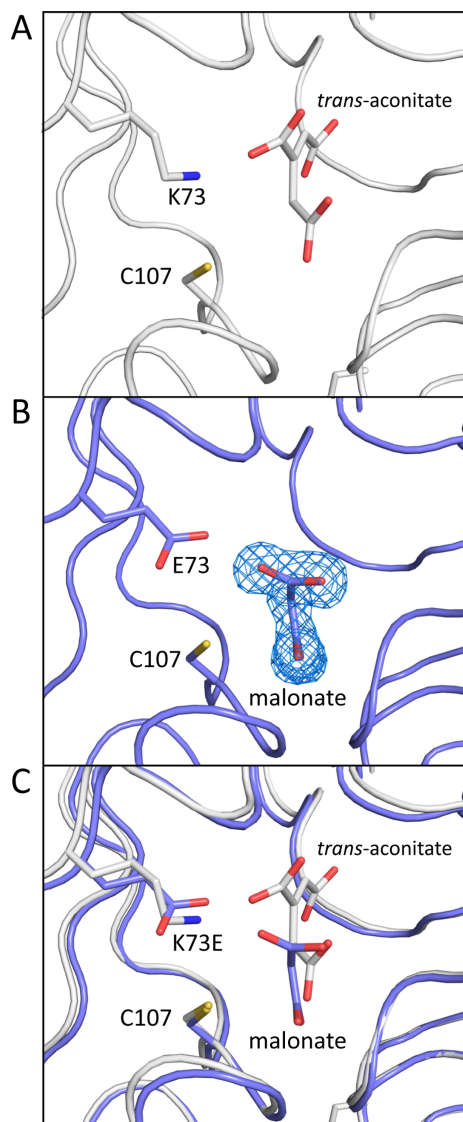 A
trans-aconitate
K73
C107
B
E73
C107
malonate
C
trans-aconitate
K73E
C107
malonate